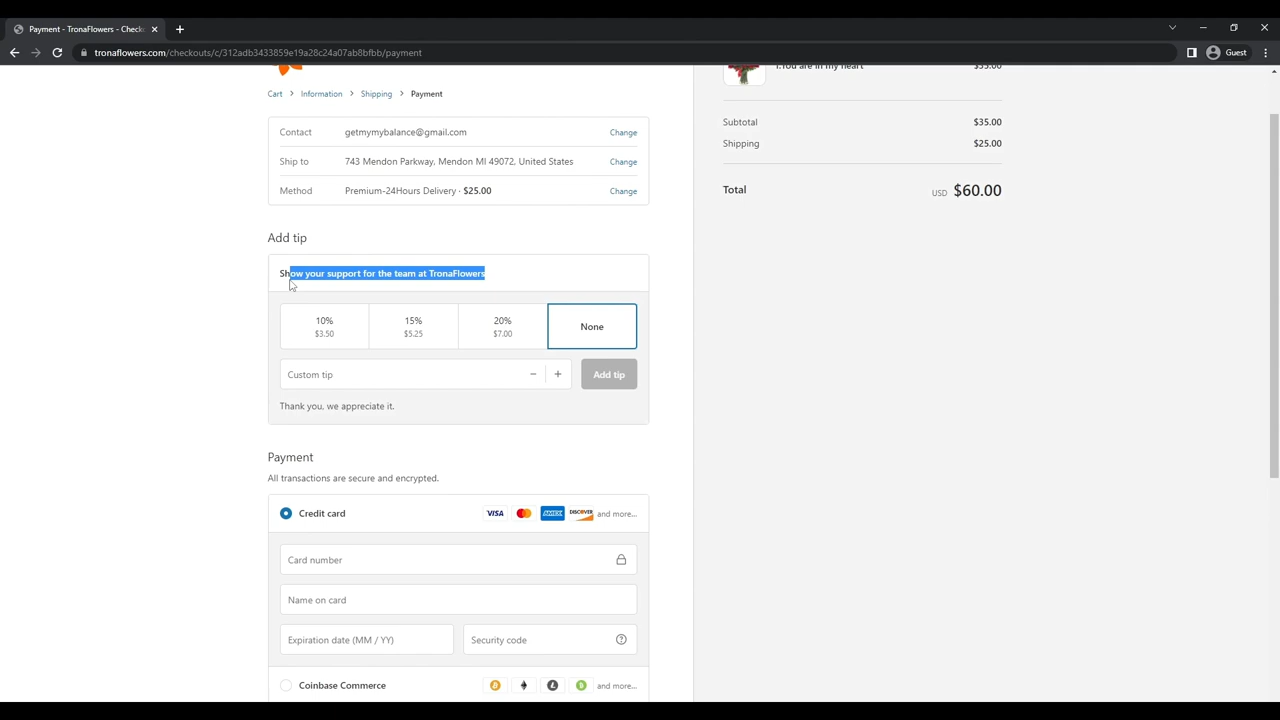 Payment - TronaFlowers - Check
Guest
tronaflowers.com/checkouts/c/312adb3433859e19a28c24a07ab8bfbb/payment
Cart > Information > Shipping > Payment
Contact getmymybalance@gmail.com Change
Ship to 743 Mendon Parkway, Mendon MI 49072, United States Change
Method Premium-24Hours Delivery · $25.00 Change
Add tip
Show your support for the team at TronaFlowers
10% 15% 20% None
$3.50 $5.25 $7.00
Custom tip − + Add tip
Thank you, we appreciate it.
Payment
All transactions are secure and encrypted.
Credit card VISA AMEX DISCOVER and more...
Card number
Name on card
Expiration date (MM / YY) Security code
Coinbase Commerce and more...
1.You are in my heart $35.00
Subtotal $35.00
Shipping $25.00
Total USD $60.00